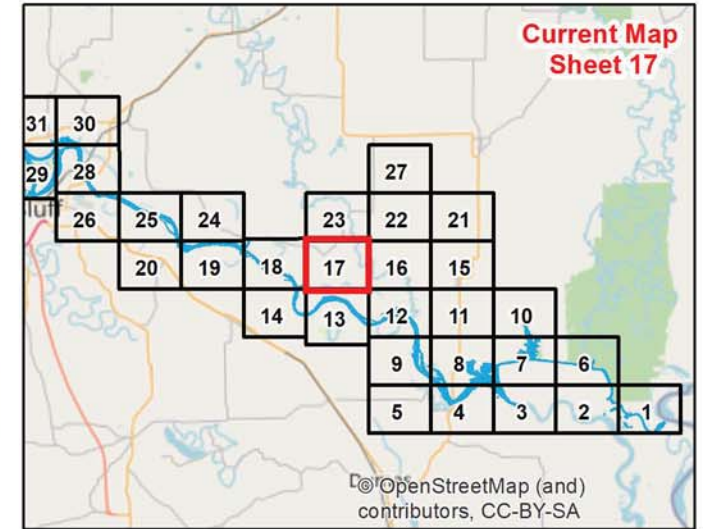 Current Map
Sheet 17
31 30
29 28 27
26 25 24 23 22 21
20 19 18 17 16 15
14 13 12 11 10
9 8 7 6
5 4 3 2 1
© OpenStreetMap (and)
contributors, CC-BY-SA